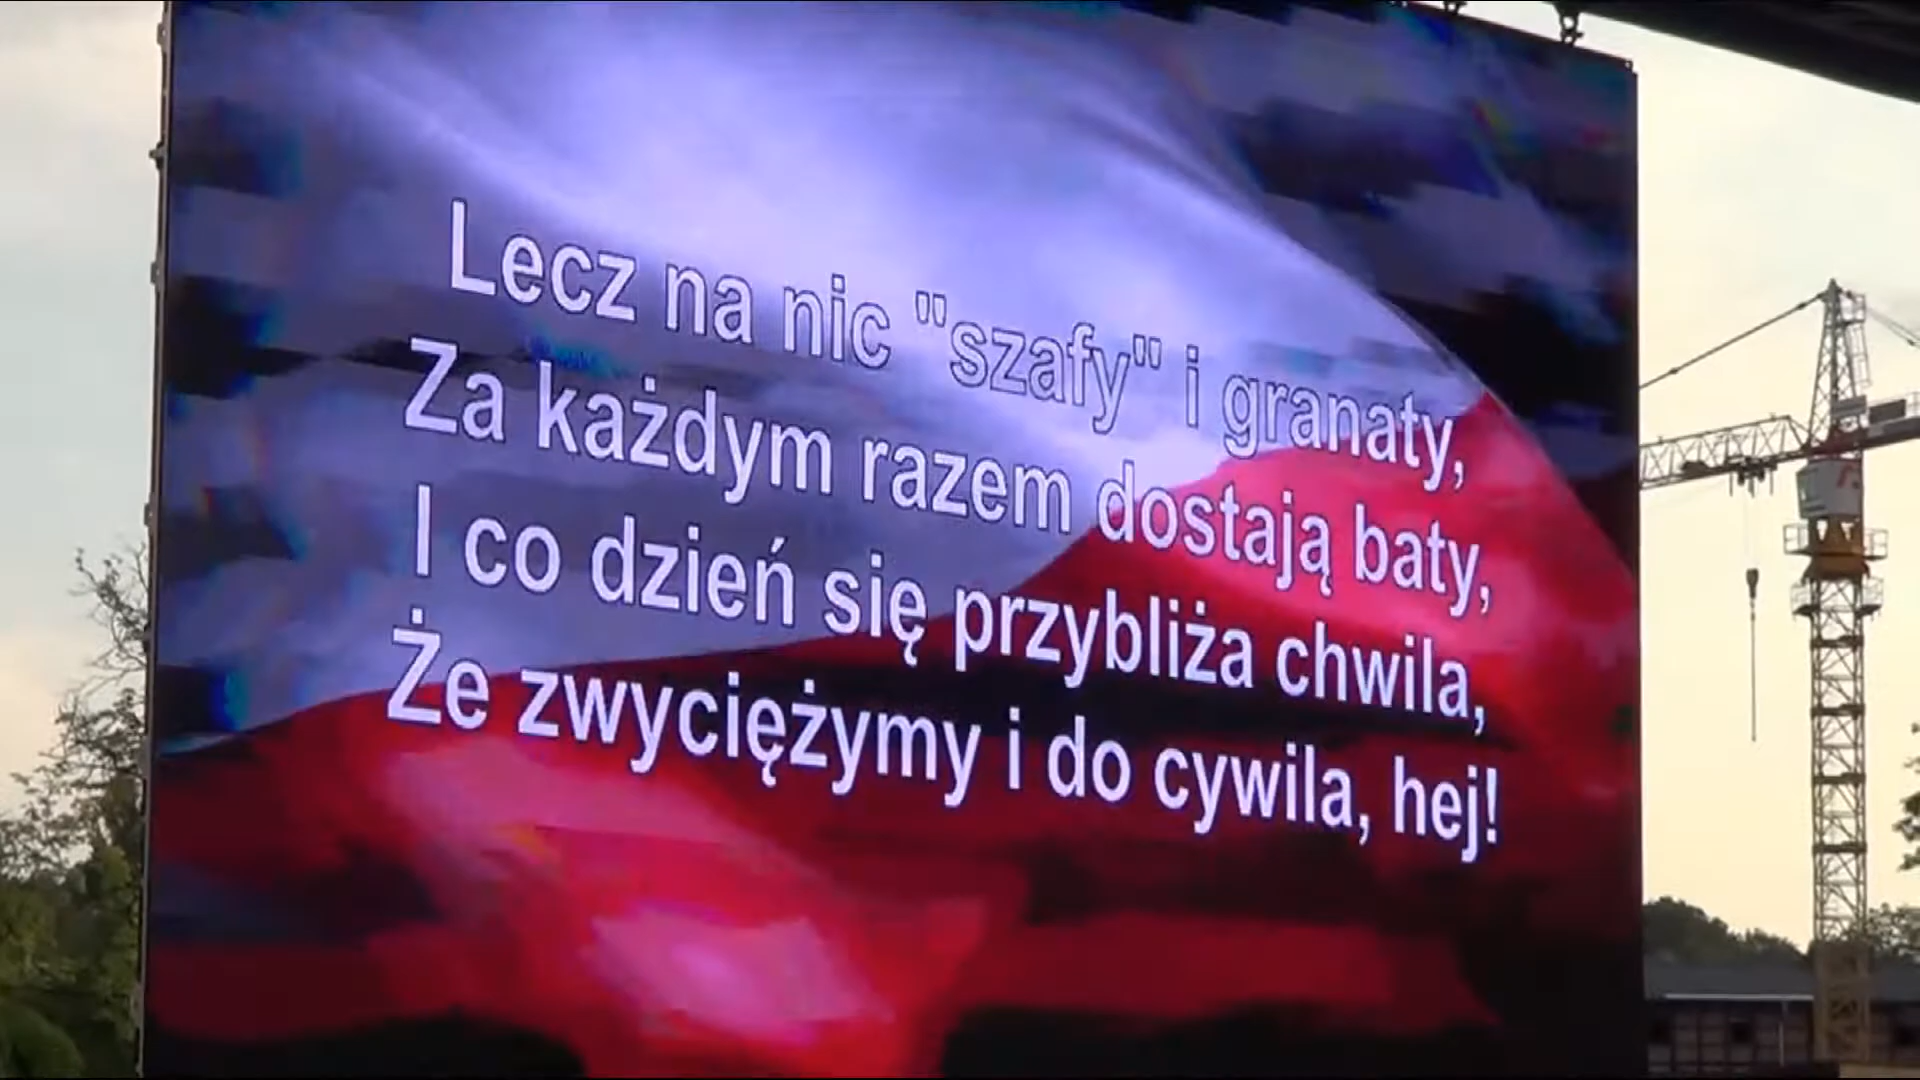 Lecz na nic "szafy" i granaty,
Za każdym razem dostają baty,
I co dzień się przybliża chwila,
Że zwyciężymy i do cywila, hej!